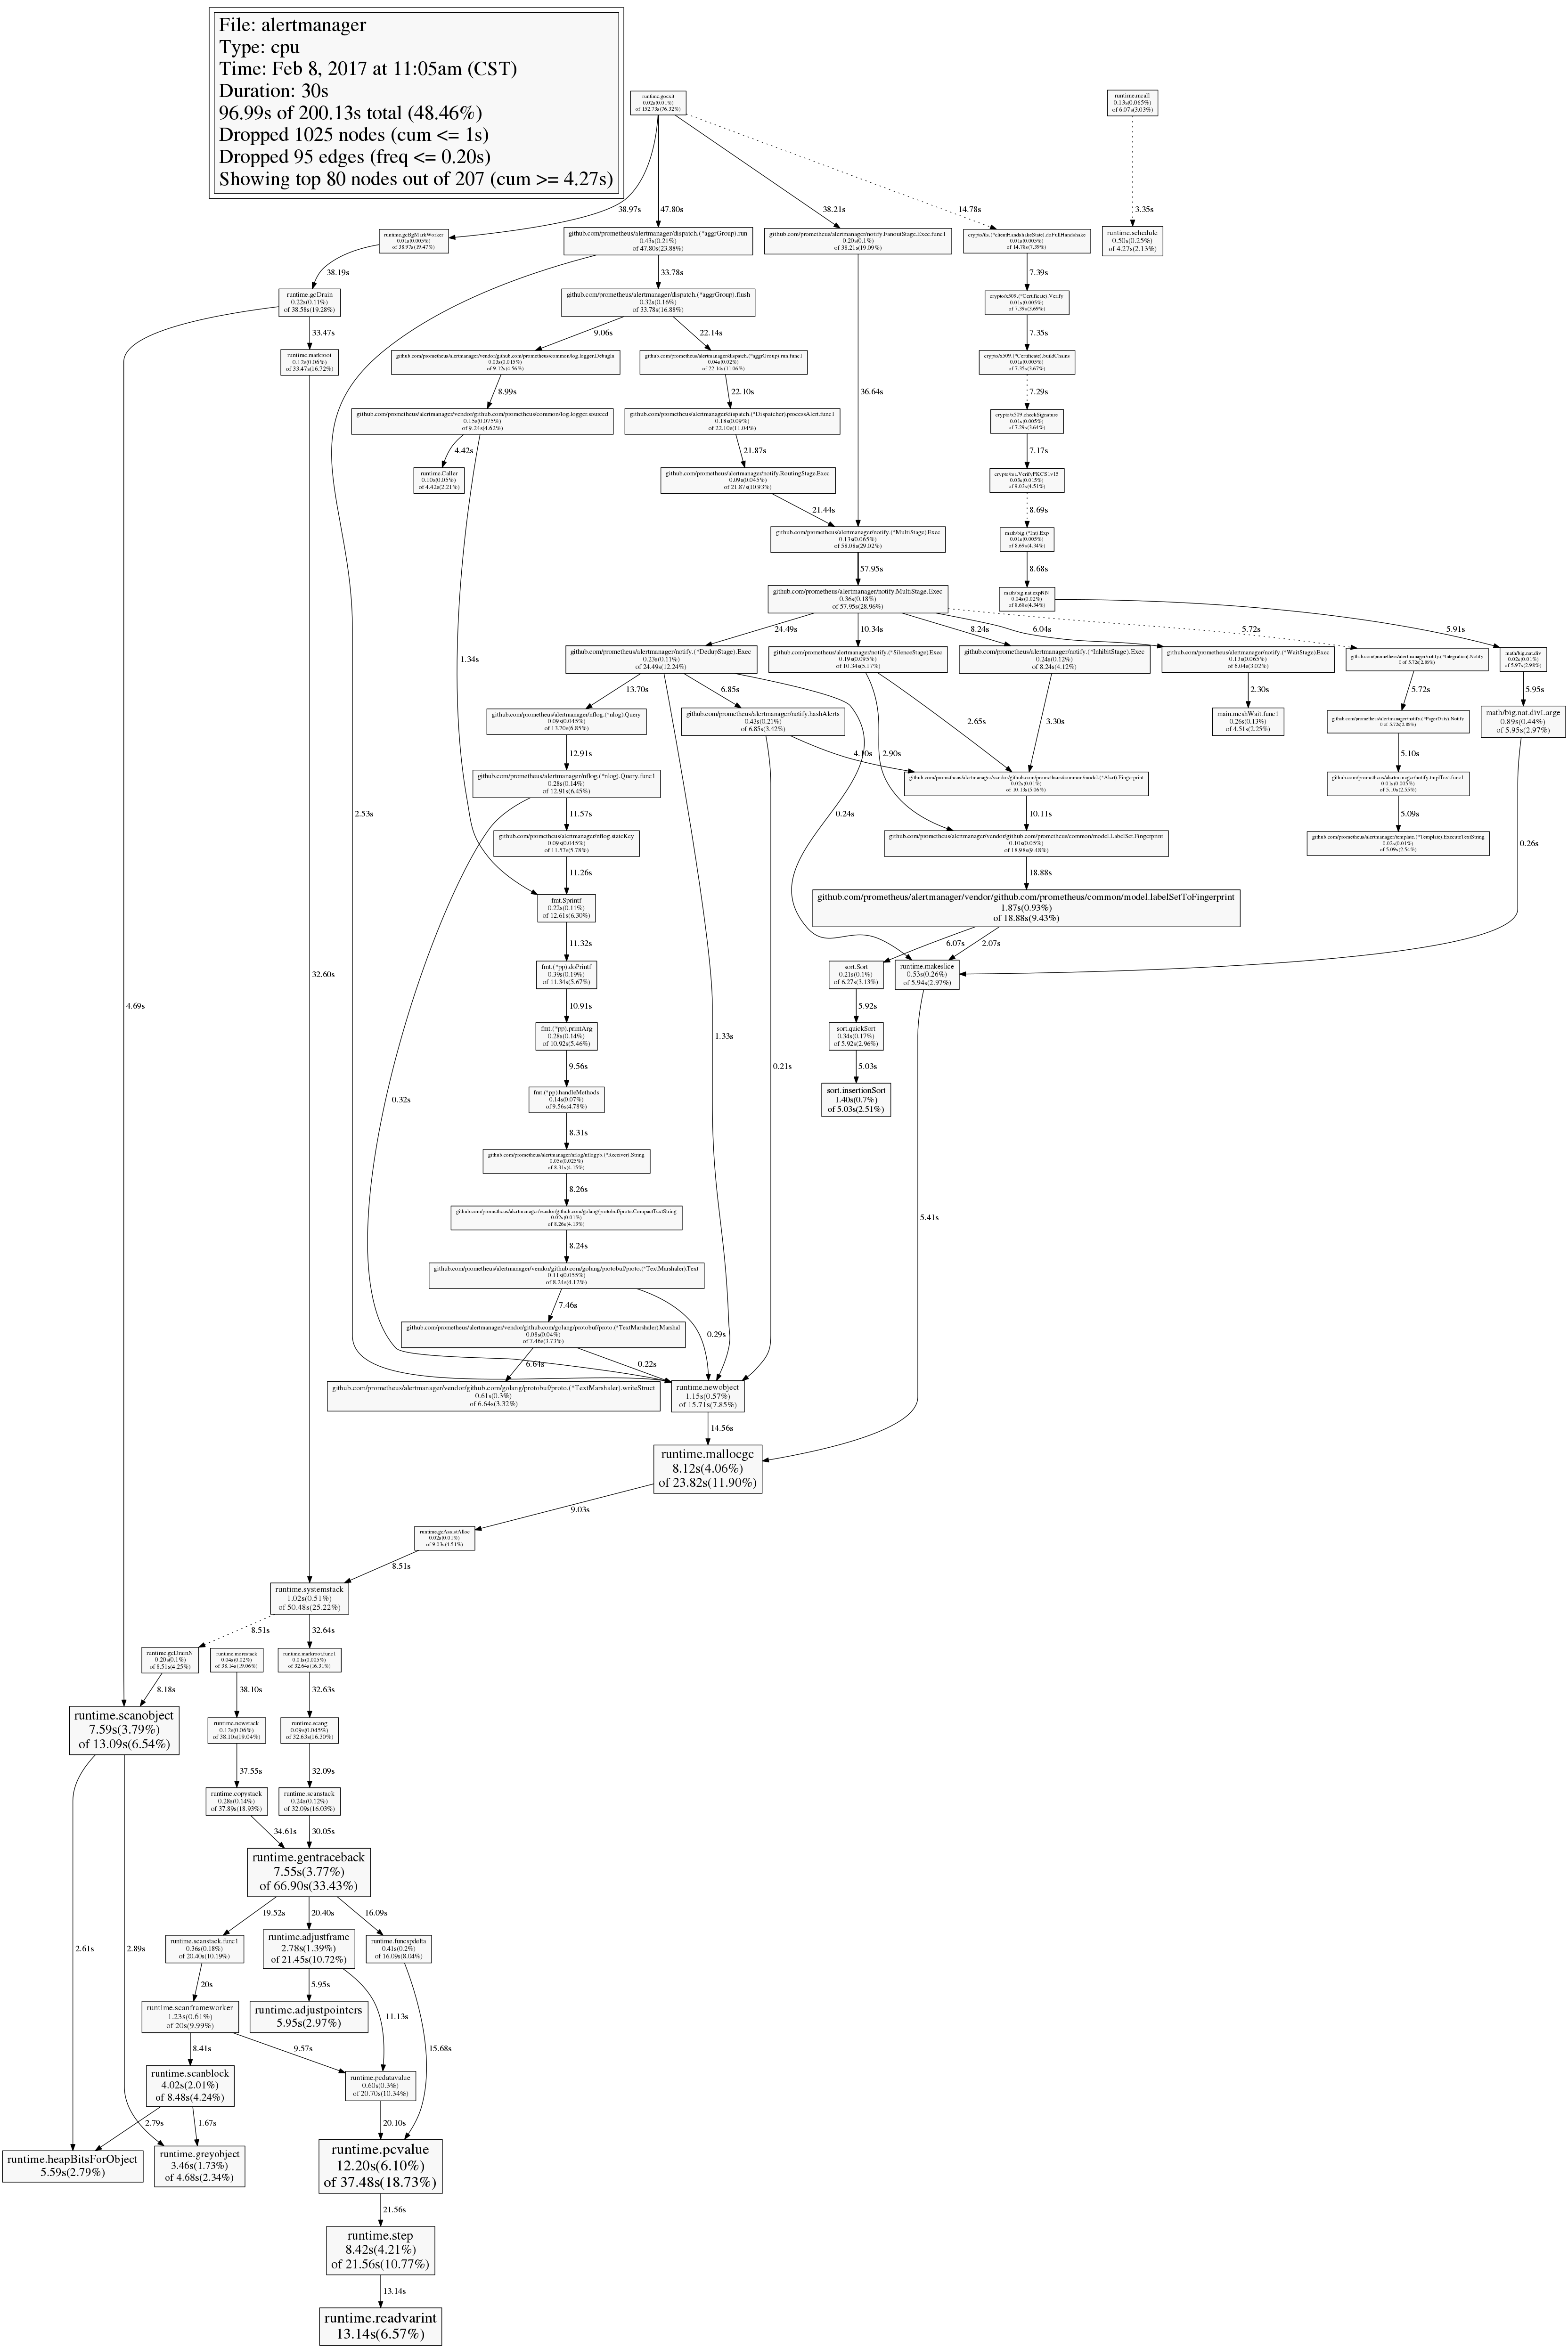 File: alertmanager
Type: cpu
Time: Feb 8, 2017 at 11:05am (CST)
Duration: 30s
96.99s of 200.13s total (48.46%)
Dropped 1025 nodes (cum <= 1s)
Dropped 95 edges (freq <= 0.20s)
Showing top 80 nodes out of 207 (cum >= 4.27s)
runtime.goexit
0.02s(0.01%)
of 152.73s(76.32%)
runtime.mcall
0.13s(0.065%)
of 6.07s(3.03%)
38.97s
47.80s
38.21s
14.78s
3.35s
runtime.gcBgMarkWorker
0.01s(0.005%)
of 38.97s(19.47%)
github.com/prometheus/alertmanager/dispatch.(*aggrGroup).run
0.43s(0.21%)
of 47.80s(23.88%)
github.com/prometheus/alertmanager/notify.FanoutStage.Exec.func1
0.20s(0.1%)
of 38.21s(19.09%)
crypto/tls.(*clientHandshakeState).doFullHandshake
0.01s(0.005%)
of 14.78s(7.39%)
runtime.schedule
0.50s(0.25%)
of 4.27s(2.13%)
38.19s
33.78s
7.39s
runtime.gcDrain
0.22s(0.11%)
of 38.58s(19.28%)
github.com/prometheus/alertmanager/dispatch.(*aggrGroup).flush
0.32s(0.16%)
of 33.78s(16.88%)
crypto/x509.(*Certificate).Verify
0.01s(0.005%)
of 7.39s(3.69%)
33.47s
9.06s
22.14s
7.35s
runtime.markroot
0.12s(0.06%)
of 33.47s(16.72%)
github.com/prometheus/alertmanager/vendor/github.com/prometheus/common/log.logger.Debugln
0.03s(0.015%)
of 9.12s(4.56%)
github.com/prometheus/alertmanager/dispatch.(*aggrGroup).run.func1
0.04s(0.02%)
of 22.14s(11.06%)
crypto/x509.(*Certificate).buildChains
0.01s(0.005%)
of 7.35s(3.67%)
8.99s
22.10s
36.64s
7.29s
github.com/prometheus/alertmanager/vendor/github.com/prometheus/common/log.logger.sourced
0.15s(0.075%)
of 9.24s(4.62%)
github.com/prometheus/alertmanager/dispatch.(*Dispatcher).processAlert.func1
0.18s(0.09%)
of 22.10s(11.04%)
crypto/x509.checkSignature
0.01s(0.005%)
of 7.29s(3.64%)
4.42s
21.87s
7.17s
runtime.Caller
0.10s(0.05%)
of 4.42s(2.21%)
github.com/prometheus/alertmanager/notify.RoutingStage.Exec
0.09s(0.045%)
of 21.87s(10.93%)
crypto/rsa.VerifyPKCS1v15
0.03s(0.015%)
of 9.03s(4.51%)
21.44s
8.69s
github.com/prometheus/alertmanager/notify.(*MultiStage).Exec
0.13s(0.065%)
of 58.08s(29.02%)
math/big.(*Int).Exp
0.01s(0.005%)
of 8.69s(4.34%)
57.95s
8.68s
github.com/prometheus/alertmanager/notify.MultiStage.Exec
0.36s(0.18%)
of 57.95s(28.96%)
math/big.nat.expNN
0.04s(0.02%)
of 8.68s(4.34%)
24.49s
10.34s
8.24s
6.04s
5.72s
5.91s
1.34s
github.com/prometheus/alertmanager/notify.(*DedupStage).Exec
0.23s(0.11%)
of 24.49s(12.24%)
github.com/prometheus/alertmanager/notify.(*SilenceStage).Exec
0.19s(0.095%)
of 10.34s(5.17%)
github.com/prometheus/alertmanager/notify.(*InhibitStage).Exec
0.24s(0.12%)
of 8.24s(4.12%)
github.com/prometheus/alertmanager/notify.(*WaitStage).Exec
0.13s(0.065%)
of 6.04s(3.02%)
github.com/prometheus/alertmanager/notify.(*Integration).Notify
0 of 5.72s(2.86%)
math/big.nat.div
0.02s(0.01%)
of 5.97s(2.98%)
13.70s
6.85s
2.65s
3.30s
2.30s
5.72s
5.95s
github.com/prometheus/alertmanager/nflog.(*nlog).Query
0.09s(0.045%)
of 13.70s(6.85%)
github.com/prometheus/alertmanager/notify.hashAlerts
0.43s(0.21%)
of 6.85s(3.42%)
main.meshWait.func1
0.26s(0.13%)
of 4.51s(2.25%)
github.com/prometheus/alertmanager/notify.(*PagerDuty).Notify
0 of 5.72s(2.86%)
math/big.nat.divLarge
0.89s(0.44%)
of 5.95s(2.97%)
12.91s
4.10s
2.90s
5.10s
github.com/prometheus/alertmanager/nflog.(*nlog).Query.func1
0.28s(0.14%)
of 12.91s(6.45%)
github.com/prometheus/alertmanager/vendor/github.com/prometheus/common/model.(*Alert).Fingerprint
0.02s(0.01%)
of 10.13s(5.06%)
github.com/prometheus/alertmanager/notify.tmplText.func1
0.01s(0.005%)
of 5.10s(2.55%)
2.53s
11.57s
0.24s
10.11s
5.09s
github.com/prometheus/alertmanager/nflog.stateKey
0.09s(0.045%)
of 11.57s(5.78%)
github.com/prometheus/alertmanager/vendor/github.com/prometheus/common/model.LabelSet.Fingerprint
0.10s(0.05%)
of 18.98s(9.48%)
github.com/prometheus/alertmanager/template.(*Template).ExecuteTextString
0.02s(0.01%)
of 5.09s(2.54%)
0.26s
11.26s
18.88s
fmt.Sprintf
0.22s(0.11%)
of 12.61s(6.30%)
github.com/prometheus/alertmanager/vendor/github.com/prometheus/common/model.labelSetToFingerprint
1.87s(0.93%)
of 18.88s(9.43%)
11.32s
6.07s
2.07s
32.60s
fmt.(*pp).doPrintf
0.39s(0.19%)
of 11.34s(5.67%)
sort.Sort
0.21s(0.1%)
of 6.27s(3.13%)
runtime.makeslice
0.53s(0.26%)
of 5.94s(2.97%)
4.69s
10.91s
5.92s
fmt.(*pp).printArg
0.28s(0.14%)
of 10.92s(5.46%)
1.33s
sort.quickSort
0.34s(0.17%)
of 5.92s(2.96%)
9.56s
0.21s
5.03s
0.32s
fmt.(*pp).handleMethods
0.14s(0.07%)
of 9.56s(4.78%)
sort.insertionSort
1.40s(0.7%)
of 5.03s(2.51%)
8.31s
github.com/prometheus/alertmanager/nflog/nflogpb.(*Receiver).String
0.05s(0.025%)
of 8.31s(4.15%)
8.26s
5.41s
github.com/prometheus/alertmanager/vendor/github.com/golang/protobuf/proto.CompactTextString
0.02s(0.01%)
of 8.26s(4.13%)
8.24s
github.com/prometheus/alertmanager/vendor/github.com/golang/protobuf/proto.(*TextMarshaler).Text
0.11s(0.055%)
of 8.24s(4.12%)
7.46s
0.29s
github.com/prometheus/alertmanager/vendor/github.com/golang/protobuf/proto.(*TextMarshaler).Marshal
0.08s(0.04%)
of 7.46s(3.73%)
6.64s
0.22s
github.com/prometheus/alertmanager/vendor/github.com/golang/protobuf/proto.(*TextMarshaler).writeStruct
0.61s(0.3%)
of 6.64s(3.32%)
runtime.newobject
1.15s(0.57%)
of 15.71s(7.85%)
14.56s
runtime.mallocgc
8.12s(4.06%)
of 23.82s(11.90%)
9.03s
runtime.gcAssistAlloc
0.02s(0.01%)
of 9.03s(4.51%)
8.51s
runtime.systemstack
1.02s(0.51%)
of 50.48s(25.22%)
8.51s
32.64s
runtime.gcDrainN
0.20s(0.1%)
of 8.51s(4.25%)
runtime.morestack
0.04s(0.02%)
of 38.14s(19.06%)
runtime.markroot.func1
0.01s(0.005%)
of 32.64s(16.31%)
8.18s
38.10s
32.63s
runtime.scanobject
7.59s(3.79%)
of 13.09s(6.54%)
runtime.newstack
0.12s(0.06%)
of 38.10s(19.04%)
runtime.scang
0.09s(0.045%)
of 32.63s(16.30%)
37.55s
32.09s
runtime.copystack
0.28s(0.14%)
of 37.89s(18.93%)
runtime.scanstack
0.24s(0.12%)
of 32.09s(16.03%)
34.61s
30.05s
runtime.gentraceback
7.55s(3.77%)
of 66.90s(33.43%)
19.52s
20.40s
16.09s
2.61s
2.89s
runtime.scanstack.func1
0.36s(0.18%)
of 20.40s(10.19%)
runtime.adjustframe
2.78s(1.39%)
of 21.45s(10.72%)
runtime.funcspdelta
0.41s(0.2%)
of 16.09s(8.04%)
20s
5.95s
11.13s
runtime.scanframeworker
1.23s(0.61%)
of 20s(9.99%)
runtime.adjustpointers
5.95s(2.97%)
8.41s
9.57s
15.68s
runtime.scanblock
4.02s(2.01%)
of 8.48s(4.24%)
runtime.pcdatavalue
0.60s(0.3%)
of 20.70s(10.34%)
2.79s
1.67s
20.10s
runtime.heapBitsForObject
5.59s(2.79%)
runtime.greyobject
3.46s(1.73%)
of 4.68s(2.34%)
runtime.pcvalue
12.20s(6.10%)
of 37.48s(18.73%)
21.56s
runtime.step
8.42s(4.21%)
of 21.56s(10.77%)
13.14s
runtime.readvarint
13.14s(6.57%)